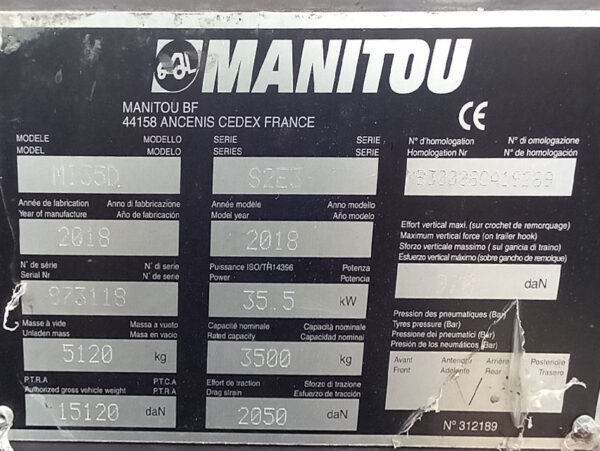 MANITOU
MANITOU BF
44158 ANCENIS CEDEX FRANCE
CE
MODELE MODELLO
MODEL MODELO
SERIE SERIE
SERIES SERIE
N° d'homologation N° di omologazione
Homologation Nr N° de homologación
Année de fabrication Anno di fabbricazione
Year of manufacture Año de fabricación
2018
Année modèle Anno modello
Model year Año modelo
2018
Effort vertical maxi. (sur crochet de remorquage)
Maximum vertical force (on trailer hook)
Sforzo verticale massimo ( sul gancia di traino)
Esfuerzo vertical máximo (sobre gancho de remolque)
daN
N° de série N° di serie
Serial Nr N° de serie
973118
Puissance ISO/TR14396 Potenza
Power Potencia
35.5 kW
Pression des pneumatiques (Bar)
Tyres pressure (Bar)
Pressione dei pneumatici (Bar)
Presión de los neumáticos (Bar)
Avant Anteriore Arrière Posteriore
Front Adelante Rear Trasero
/ /
Masse à vide Massa a vuoto
Unladen mass Masa en vacio
5120 kg
Capacité nominale Capacità nominale
Rated capacity Capacidad nominal
3500 kg
P.T.R.A P.T.C.A
Authorized gross vehicle weight P.T.A.C
15120 daN
Effort de traction Sforzo di trazione
Drag strain Esfuerzo de tracción
2050 daN
N° 312189